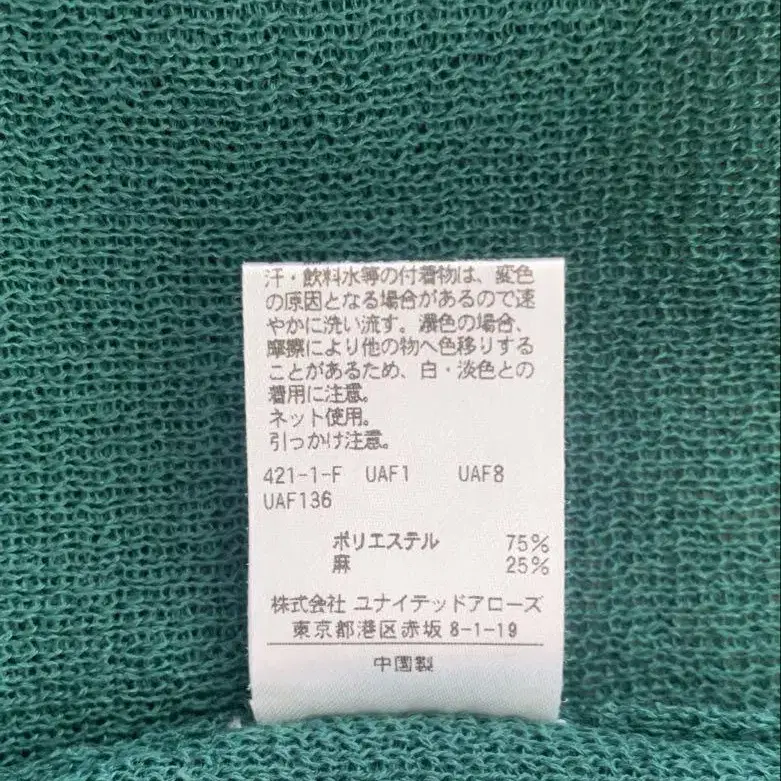 汗・飲料水等の付着物は、変色
の原因となる場合があるので速
やかに洗い流す。濃色の場合、
摩擦により他の物へ色移りする
ことがあるため、白・淡色との
着用に注意。
ネット使用。
引っかけ注意。
421-1-F UAF1 UAF8
UAF136
ポリエステル 75%
麻 25%
株式会社 ユナイテッドアローズ
東京都港区赤坂 8-1-19
中国製